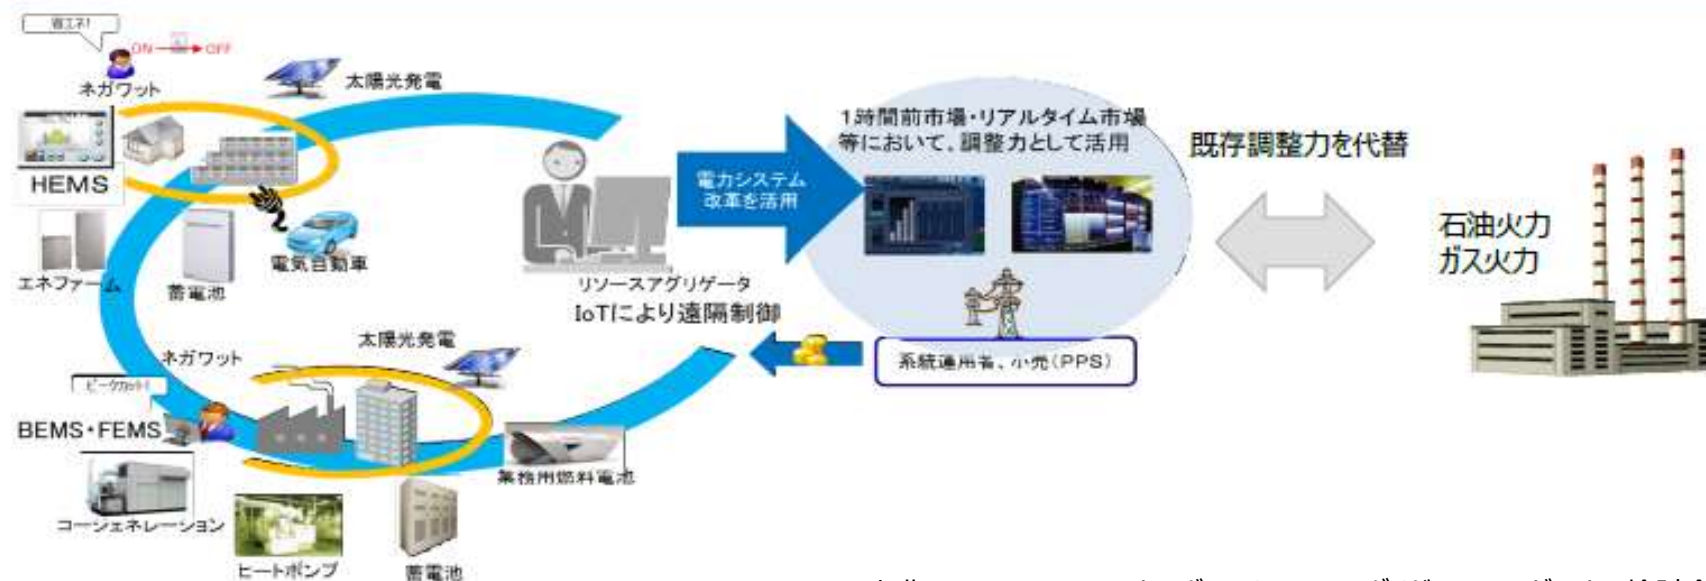 省エネ!
ON → OFF
ネガワット
太陽光発電
HEMS
エネファーム
蓄電池
電気自動車
リソースアグリゲータ
IoTにより遠隔制御
電力システム
改革を活用
1時間前市場・リアルタイム市場
等において、調整力として活用
系統運用者、小売(PPS)
既存調整力を代替
石油火力
ガス火力
ネガワット
太陽光発電
ピークカット!
BEMS・FEMS
業務用燃料電池
コージェネレーション
ヒートポンプ
蓄電池